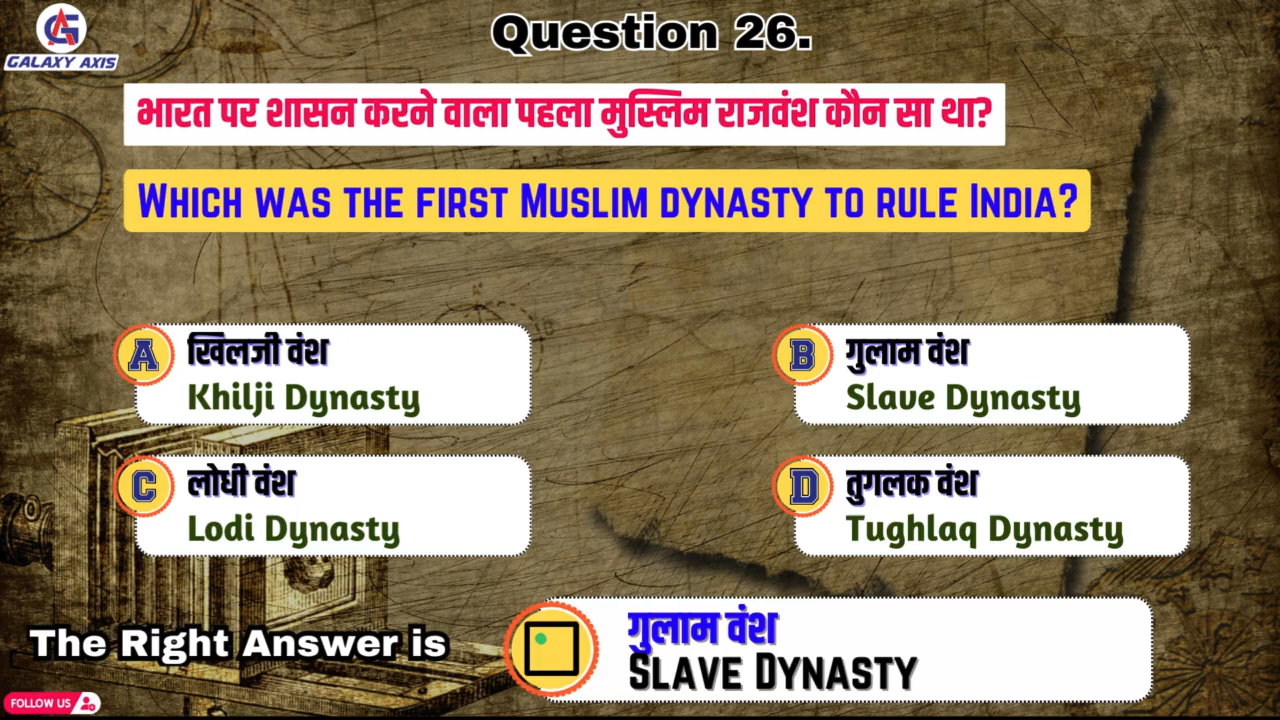 GALAXY AXIS
Question 26.
भारत पर शासन करने वाला पहला मुस्लिम राजवंश कौन सा था?
Which was the first Muslim dynasty to rule India?
A
खिलजी वंश
Khilji Dynasty
B
गुलाम वंश
Slave Dynasty
C
लोधी वंश
Lodi Dynasty
D
तुगलक वंश
Tughlaq Dynasty
The Right Answer is
गुलाम वंश
Slave Dynasty
FOLLOW US